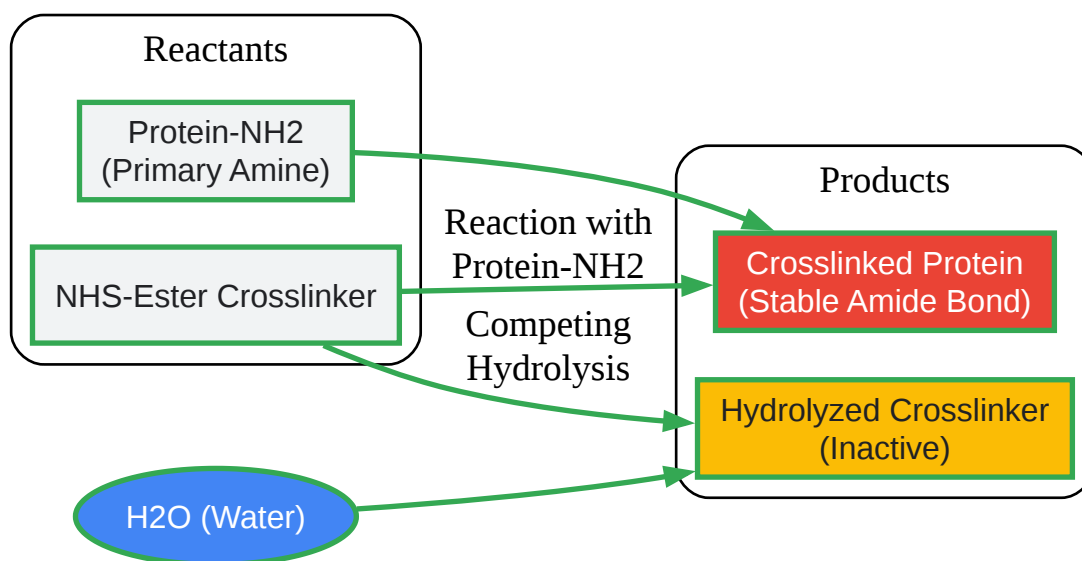 Reactants
Protein-NH2
(Primary Amine)
NHS-Ester Crosslinker
Reaction with
Protein-NH2
Competing
Hydrolysis
Products
Crosslinked Protein
(Stable Amide Bond)
Hydrolyzed Crosslinker
(Inactive)
H2O (Water)